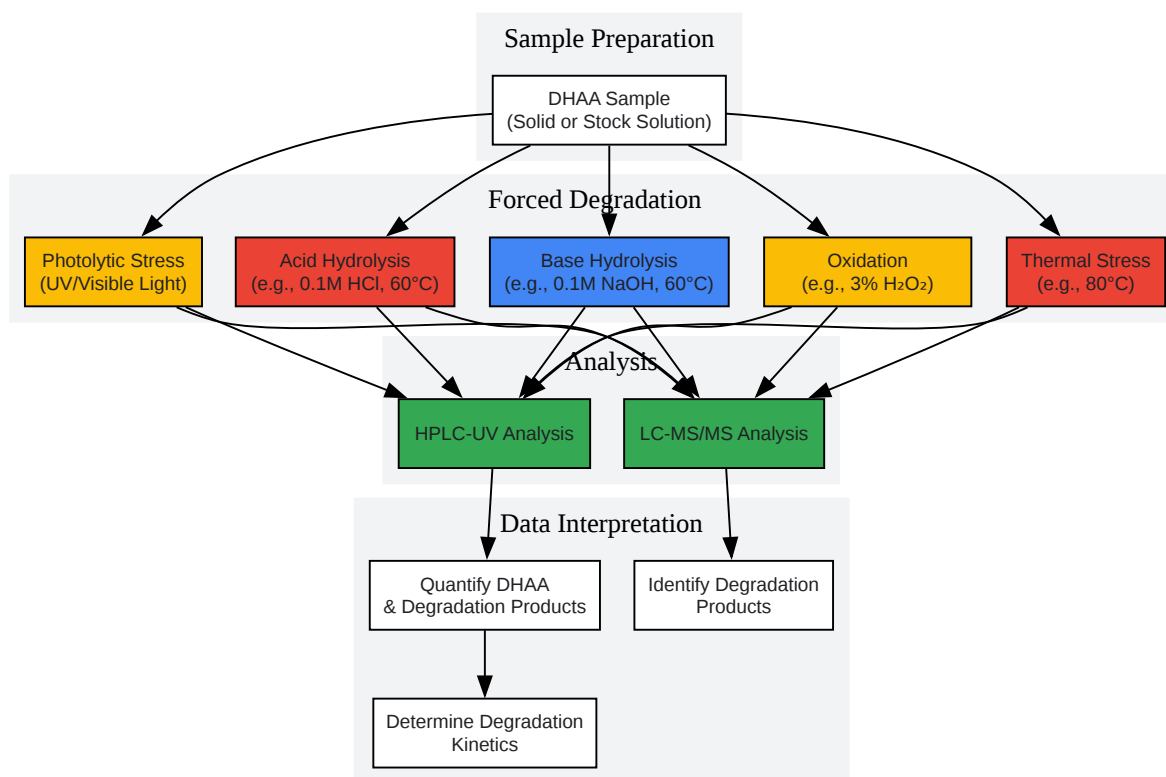 Sample Preparation
DHAA Sample
(Solid or Stock Solution)
Forced Degradation
Photolytic Stress
(UV/Visible Light)
Acid Hydrolysis
(e.g., 0.1M HCl, 60°C)
Base Hydrolysis
(e.g., 0.1M NaOH, 60°C)
Oxidation
(e.g., 3% H₂O₂)
Thermal Stress
(e.g., 80°C)
Analysis
HPLC-UV Analysis
LC-MS/MS Analysis
Data Interpretation
Quantify DHAA
& Degradation Products
Identify Degradation
Products
Determine Degradation
Kinetics